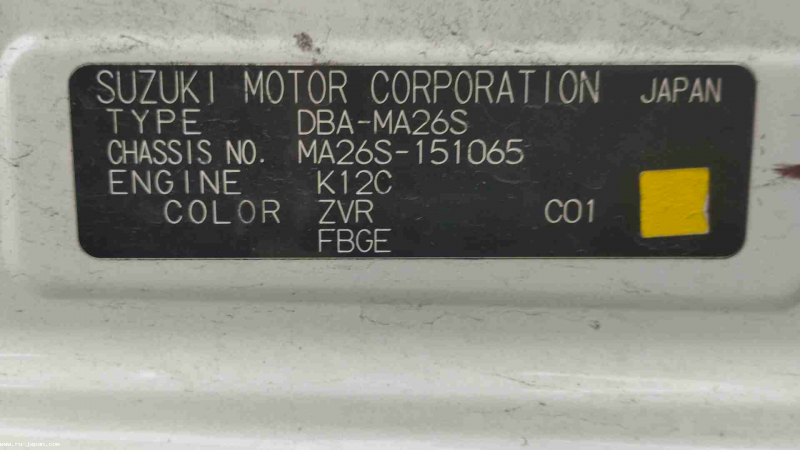 SUZUKI MOTOR CORPORATION JAPAN
TYPE DBA-MA26S
CHASSIS NO. MA26S-151065
ENGINE K12C
COLOR ZVR C01
FBGE